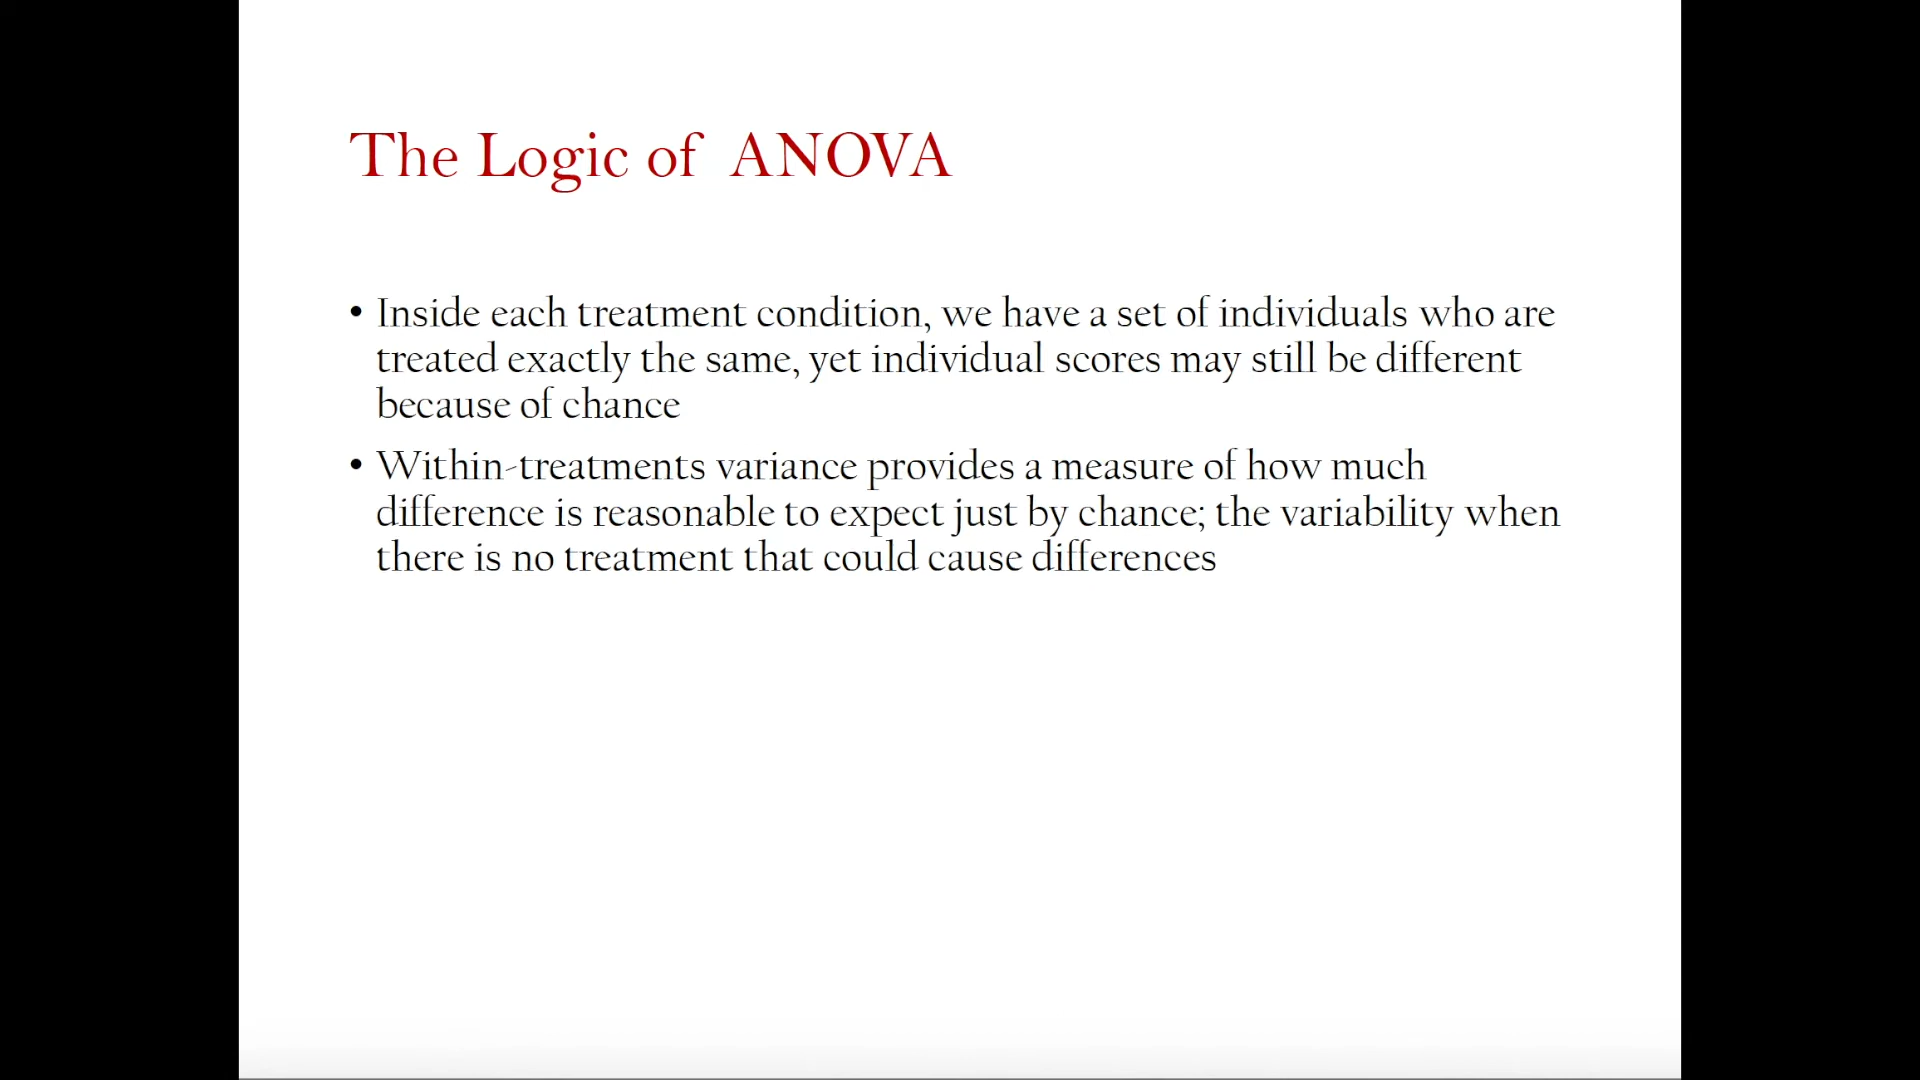 The Logic of ANOVA
• Inside each treatment condition, we have a set of individuals who are
treated exactly the same, yet individual scores may still be different
because of chance
• Within-treatments variance provides a measure of how much
difference is reasonable to expect just by chance; the variability when
there is no treatment that could cause differences